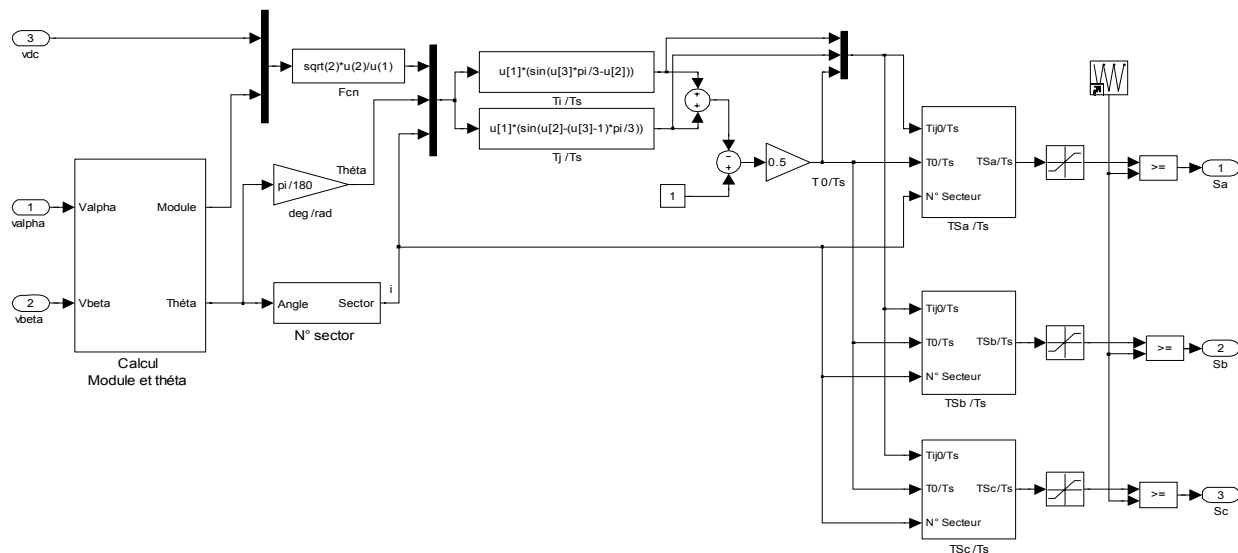 3
vdc
sqrt(2)*u(2)/u(1)
Fcn
u[1]*(sin(u[3]*pi/3-u[2]))
Ti /Ts
u[1]*(sin(u[2]-(u[3]-1)*pi/3))
Tj /Ts
+
+
−
+
1
0.5
T 0/Ts
Théta
pi/180
deg /rad
1
valpha
2
vbeta
Valpha
Module
Vbeta
Théta
Calcul
Module et théta
Angle
Sector
i
N° sector
Tij0/Ts
T0/Ts
TSa/Ts
N° Secteur
TSa /Ts
>=
1
Sa
Tij0/Ts
T0/Ts
TSb/Ts
N° Secteur
TSb /Ts
>=
2
Sb
Tij0/Ts
T0/Ts
TSc/Ts
N° Secteur
TSc /Ts
>=
3
Sc